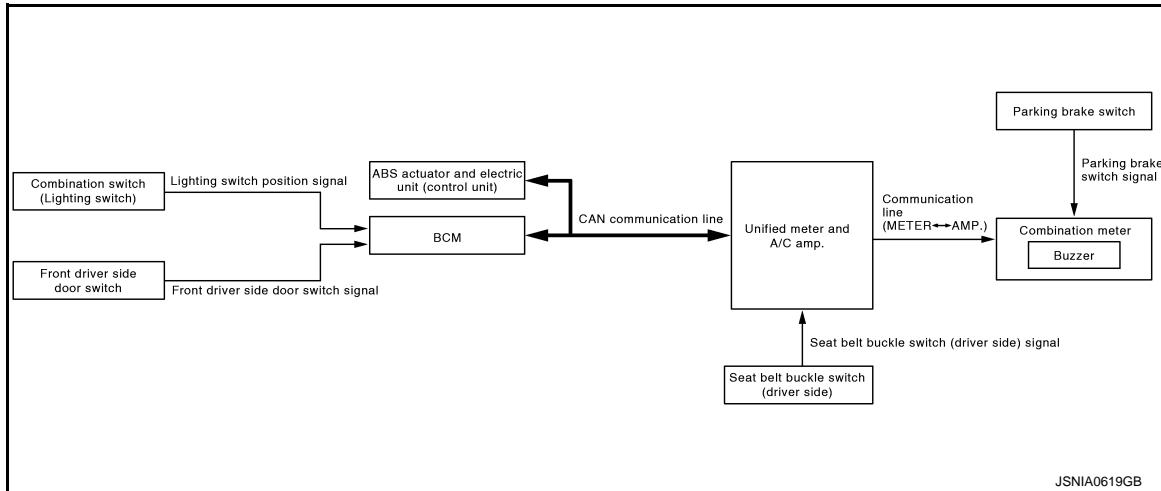 Parking brake switch
Parking brake
switch signal
Combination switch
(Lighting switch)
Lighting switch position signal
ABS actuator and electric
unit (control unit)
CAN communication line
BCM
Unified meter and
A/C amp.
Communication
line
(METER↔AMP.)
Combination meter
Buzzer
Front driver side
door switch
Front driver side door switch signal
Seat belt buckle switch (driver side) signal
Seat belt buckle switch
(driver side)
JSNIA0619GB